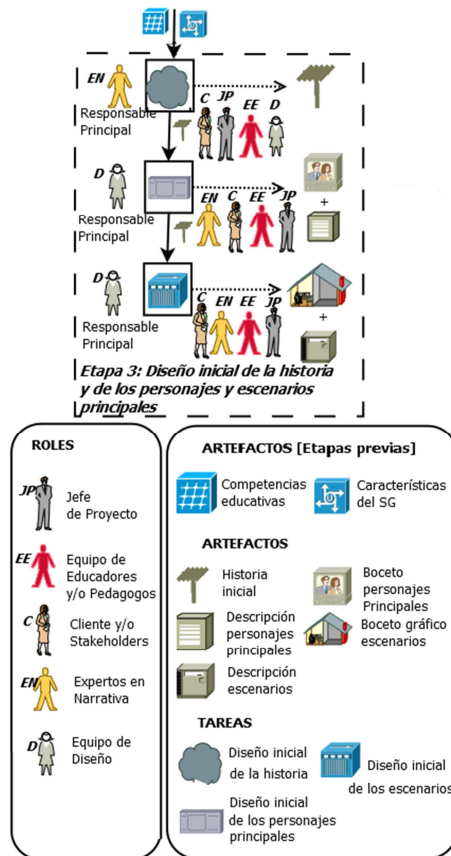 EN
Responsable
Principal
C
JP
EE
D
D
Responsable
Principal
EN
C
EE
JP
+
D
Responsable
Principal
C
EN
EE
JP
+
Etapa 3: Diseño inicial de la historia
y de los personajes y escenarios
principales
ROLES
JP
Jefe
de Proyecto
EE
Equipo de
Educadores
y/o Pedagogos
C
Cliente y/o
Stakeholders
EN
Expertos en
Narrativa
D
Equipo de
Diseño
ARTEFACTOS [Etapas previas]
Competencias
educativas
Características
del SG
ARTEFACTOS
Historia
inicial
Boceto
personajes
Principales
Descripción
personajes
principales
Boceto gráfico
escenarios
Descripción
escenarios
TAREAS
Diseño inicial
de la historia
Diseño inicial
de los escenarios
Diseño inicial
de los personajes
principales